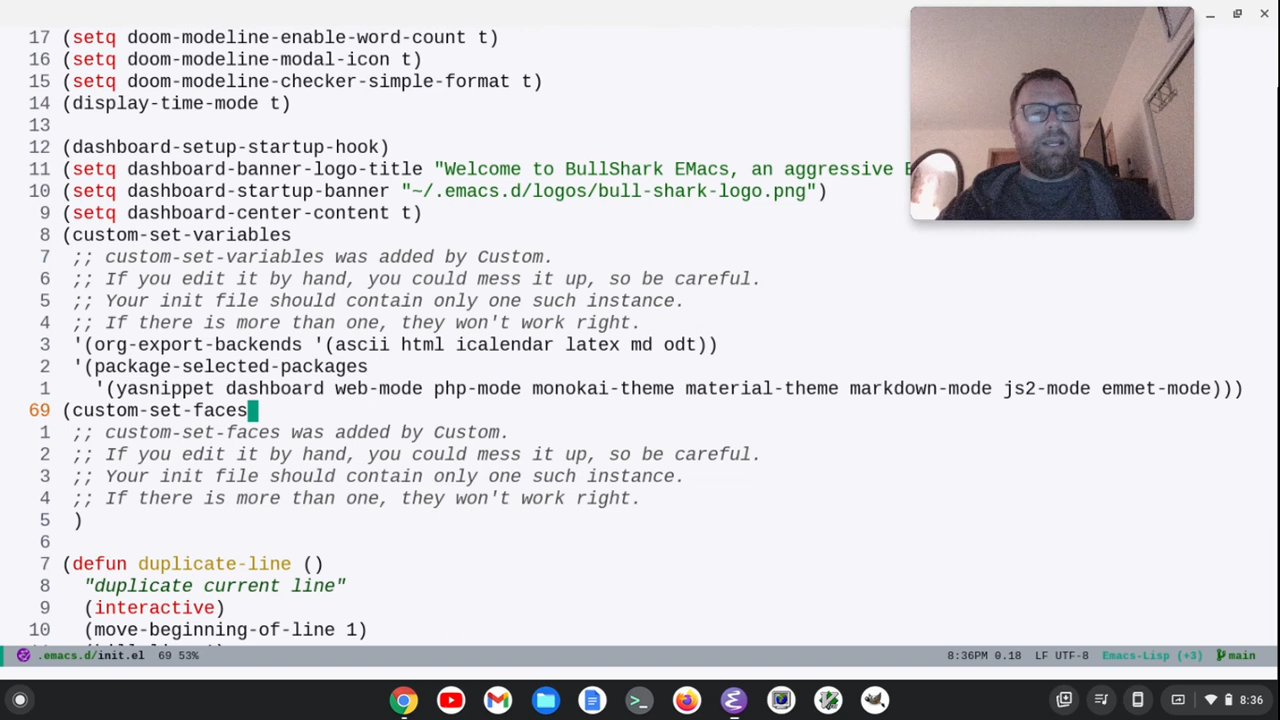 17 (setq doom-modeline-enable-word-count t)
16 (setq doom-modeline-modal-icon t)
15 (setq doom-modeline-checker-simple-format t)
14 (display-time-mode t)
13
12 (dashboard-setup-startup-hook)
11 (setq dashboard-banner-logo-title "Welcome to BullShark EMacs, an aggressive
10 (setq dashboard-startup-banner "~/.emacs.d/logos/bull-shark-logo.png")
9 (setq dashboard-center-content t)
8 (custom-set-variables
7 ;; custom-set-variables was added by Custom.
6 ;; If you edit it by hand, you could mess it up, so be careful.
5 ;; Your init file should contain only one such instance.
4 ;; If there is more than one, they won't work right.
3 '(org-export-backends '(ascii html icalendar latex md odt))
2 '(package-selected-packages
1 '(yasnippet dashboard web-mode php-mode monokai-theme material-theme markdown-mode js2-mode emmet-mode)))
69 (custom-set-faces
1 ;; custom-set-faces was added by Custom.
2 ;; If you edit it by hand, you could mess it up, so be careful.
3 ;; Your init file should contain only one such instance.
4 ;; If there is more than one, they won't work right.
5 )
6
7 (defun duplicate-line ()
8 "duplicate current line"
9 (interactive)
10 (move-beginning-of-line 1)
.emacs.d/init.el 69 53% 8:36PM 0.18 LF UTF-8 Emacs-Lisp (+3) main
8:36